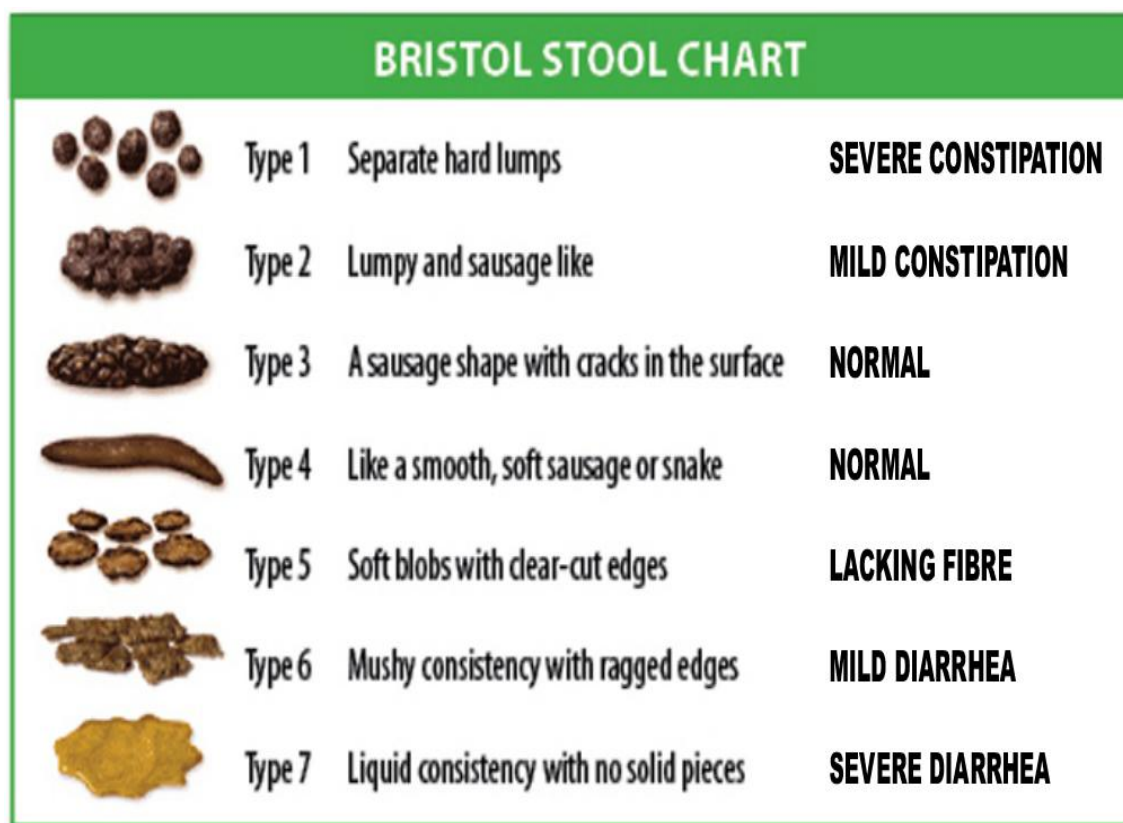 BRISTOL STOOL CHART
Type 1 Separate hard lumps SEVERE CONSTIPATION
Type 2 Lumpy and sausage like MILD CONSTIPATION
Type 3 A sausage shape with cracks in the surface NORMAL
Type 4 Like a smooth, soft sausage or snake NORMAL
Type 5 Soft blobs with clear-cut edges LACKING FIBRE
Type 6 Mushy consistency with ragged edges MILD DIARRHEA
Type 7 Liquid consistency with no solid pieces SEVERE DIARRHEA